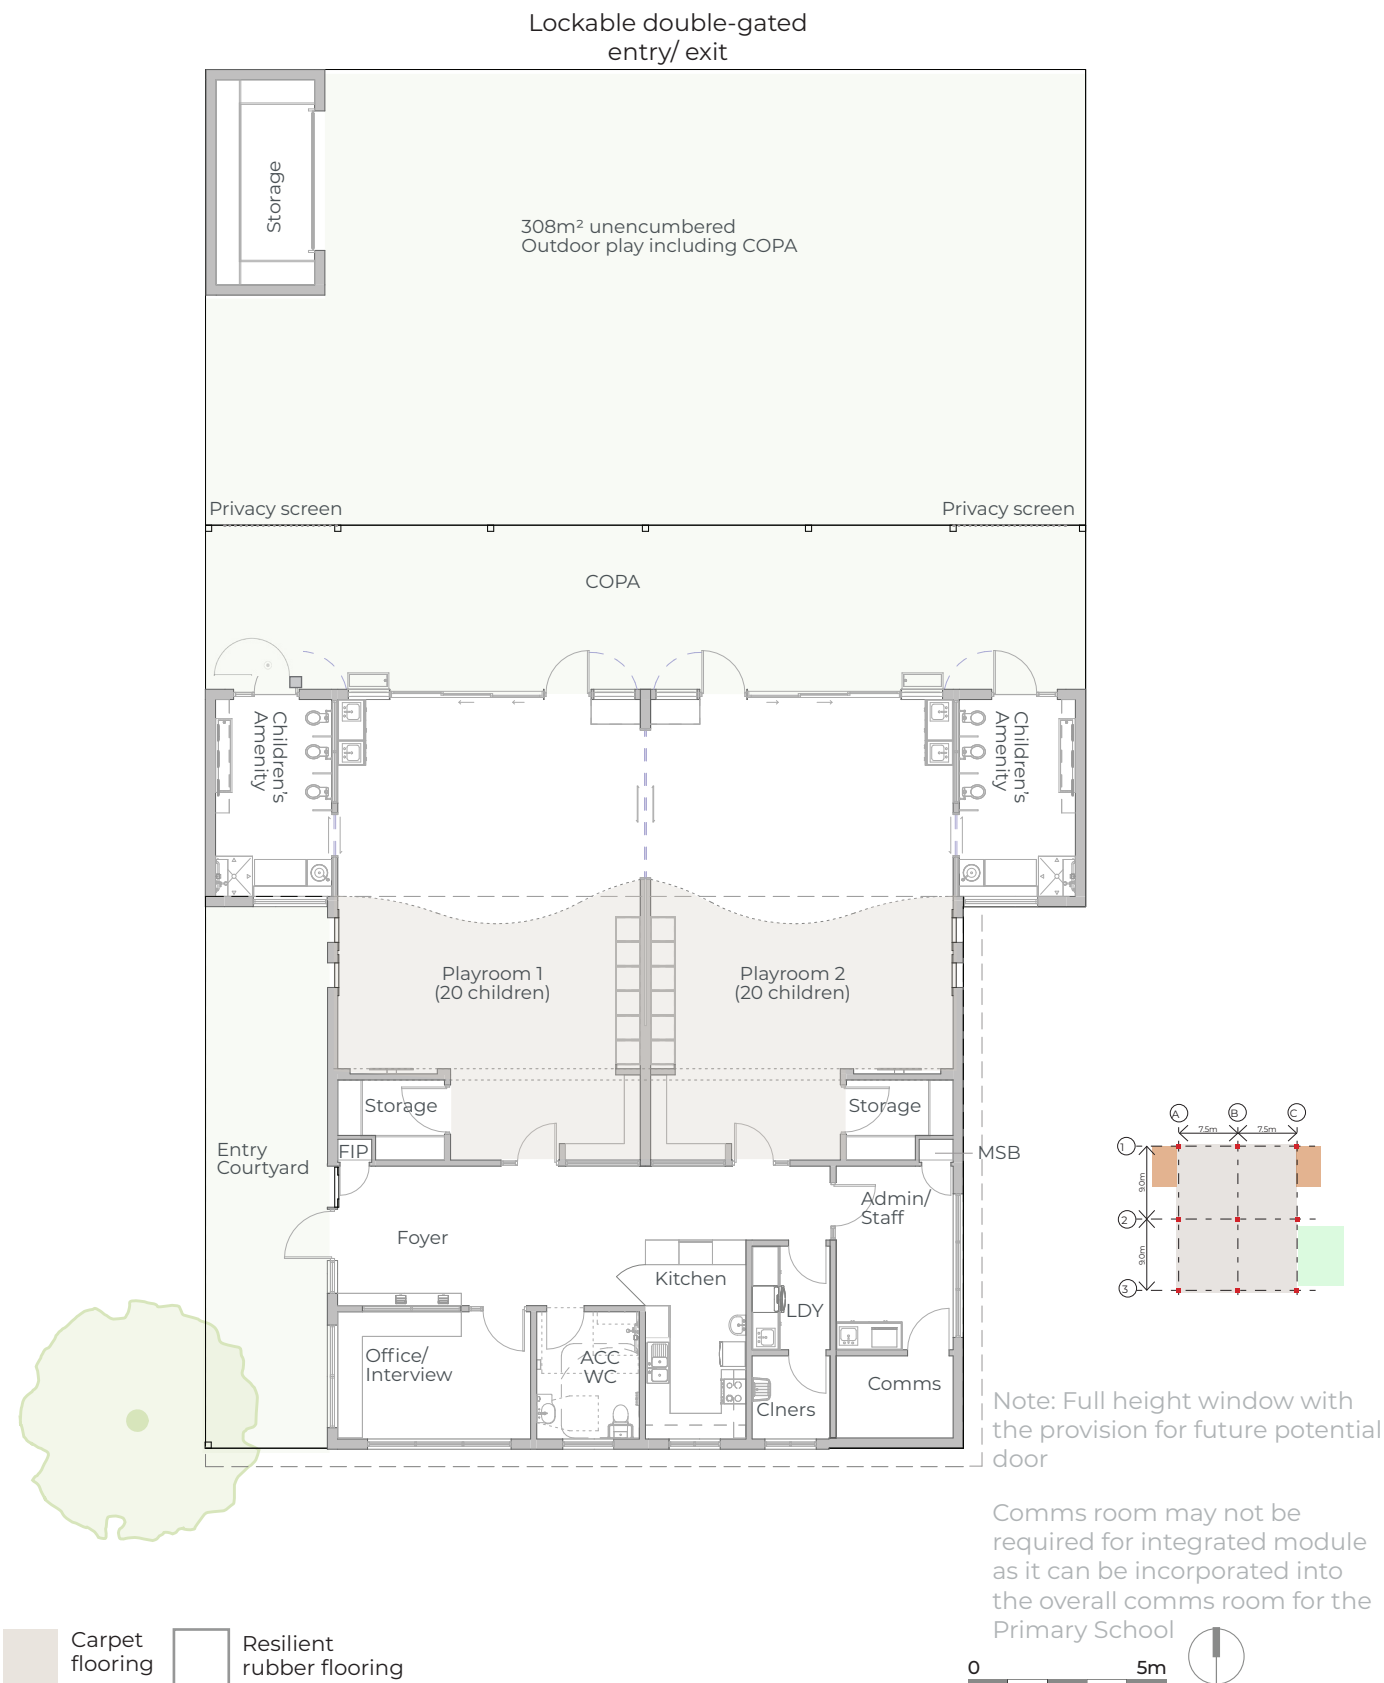 Lockable double-gated
entry/ exit
Storage
308m² unencumbered
Outdoor play including COPA
Privacy screen
Privacy screen
COPA
Children's
Amenity
Children's
Amenity
Playroom 1
(20 children)
Playroom 2
(20 children)
Storage
Storage
FIP
MSB
Entry
Courtyard
Admin/
Staff
Foyer
Kitchen
LDY
Office/
Interview
ACC
WC
Clners
Comms
A
B
C
7.5m
7.5m
1
9.0m
2
9.0m
3
Note: Full height window with
the provision for future potential
door
Comms room may not be
required for integrated module
as it can be incorporated into
the overall comms room for the
Primary School
Carpet
flooring
Resilient
rubber flooring
0
5m